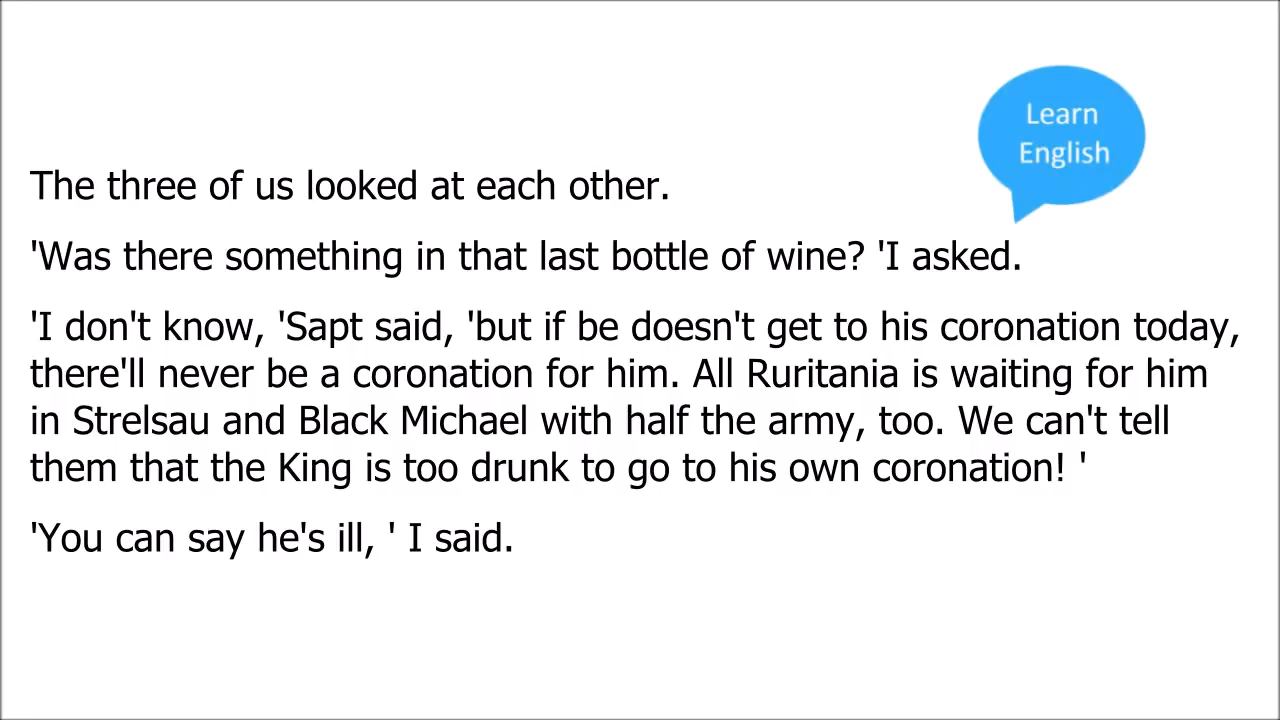 Learn
English
The three of us looked at each other.
'Was there something in that last bottle of wine? 'I asked.
'I don't know, 'Sapt said, 'but if be doesn't get to his coronation today,
there'll never be a coronation for him. All Ruritania is waiting for him
in Strelsau and Black Michael with half the army, too. We can't tell
them that the King is too drunk to go to his own coronation! '
'You can say he's ill, ' I said.